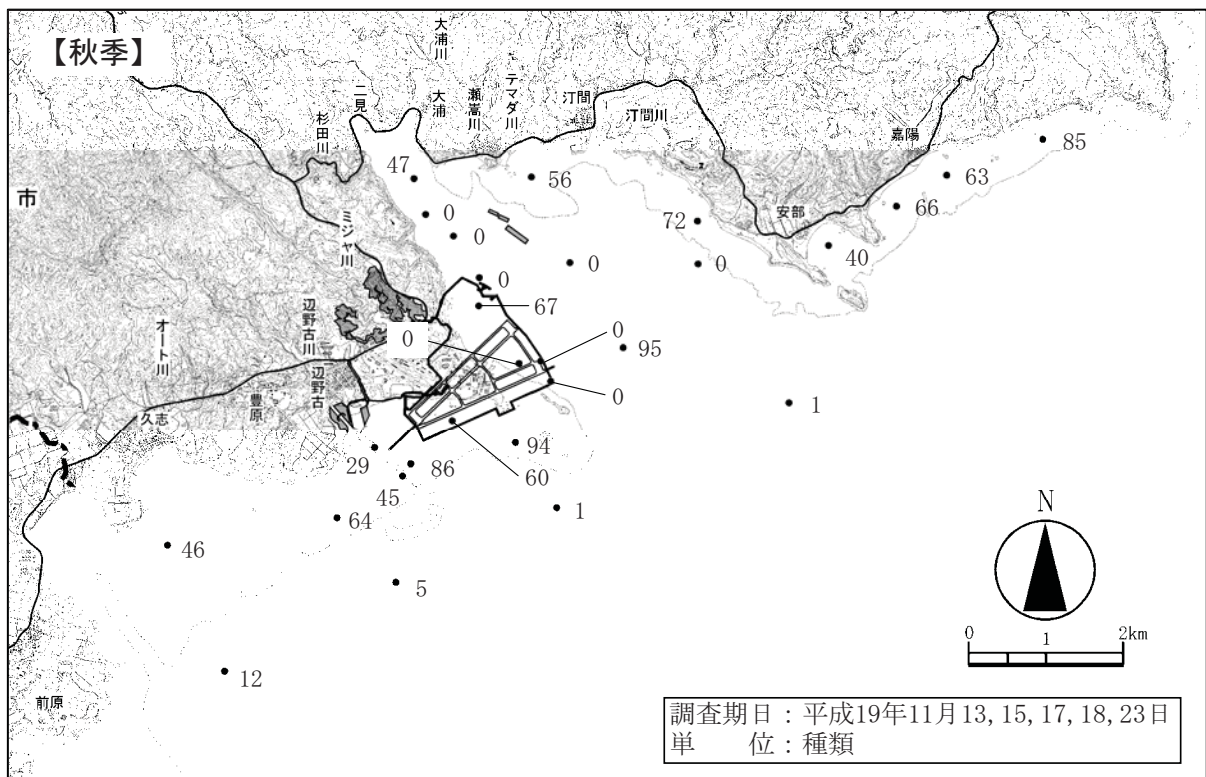 【秋季】
大浦川
二見
大浦
瀬嵩川
テマダ川
汀間
汀間川
嘉陽
杉田川
85
47
56
63
市
66
0
72
安部
ミジャ川
0
40
0
0
0
67
辺野古川
0
0
95
オート川
辺野古
0
豊原
1
久志
94
29
86
60
45
64
1
46
N
5
0 1 2km
12
前原
調査期日：平成19年11月13,15,17,18,23日
単　　位：種類